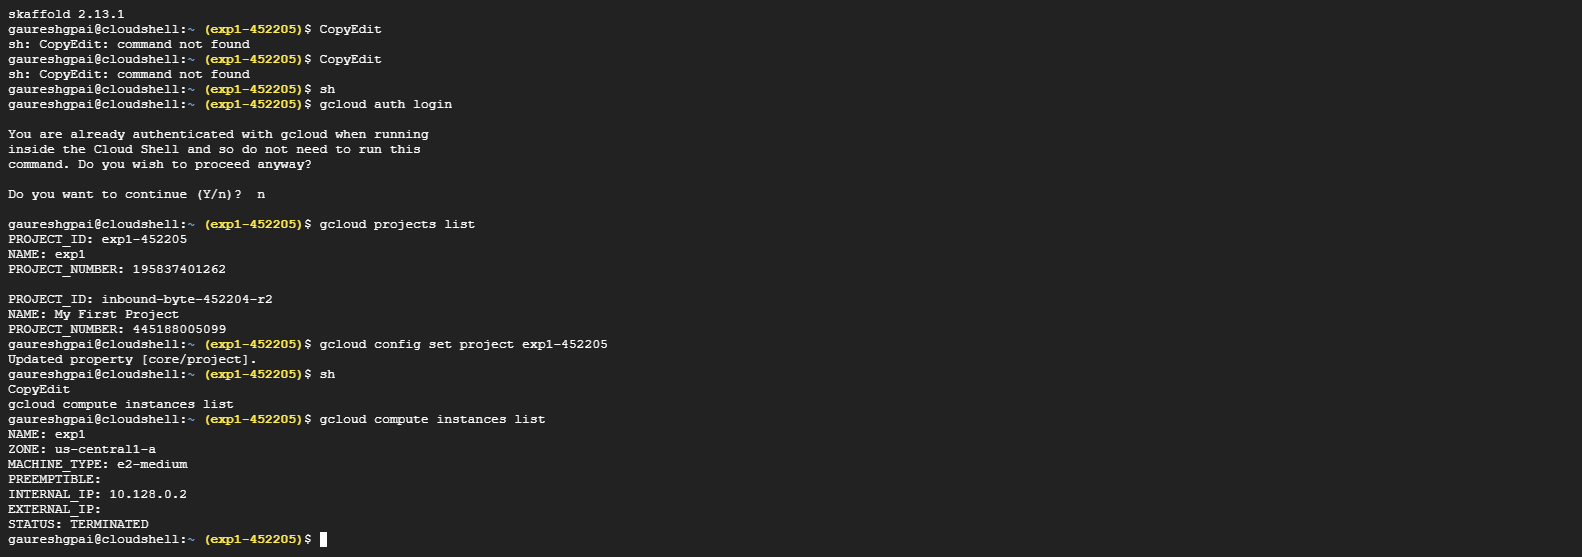 skaffold 2.13.1
gaureshgpai@cloudshell:~ (exp1-452205)$ CopyEdit
sh: CopyEdit: command not found
gaureshgpai@cloudshell:~ (exp1-452205)$ CopyEdit
sh: CopyEdit: command not found
gaureshgpai@cloudshell:~ (exp1-452205)$ sh
gaureshgpai@cloudshell:~ (exp1-452205)$ gcloud auth login
You are already authenticated with gcloud when running
inside the Cloud Shell and so do not need to run this
command. Do you wish to proceed anyway?
Do you want to continue (Y/n)?  n
gaureshgpai@cloudshell:~ (exp1-452205)$ gcloud projects list
PROJECT_ID: exp1-452205
NAME: exp1
PROJECT_NUMBER: 195837401262
PROJECT_ID: inbound-byte-452204-r2
NAME: My First Project
PROJECT_NUMBER: 445188005099
gaureshgpai@cloudshell:~ (exp1-452205)$ gcloud config set project exp1-452205
Updated property [core/project].
gaureshgpai@cloudshell:~ (exp1-452205)$ sh
CopyEdit
gcloud compute instances list
gaureshgpai@cloudshell:~ (exp1-452205)$ gcloud compute instances list
NAME: exp1
ZONE: us-central1-a
MACHINE_TYPE: e2-medium
PREEMPTIBLE:
INTERNAL_IP: 10.128.0.2
EXTERNAL_IP:
STATUS: TERMINATED
gaureshgpai@cloudshell:~ (exp1-452205)$